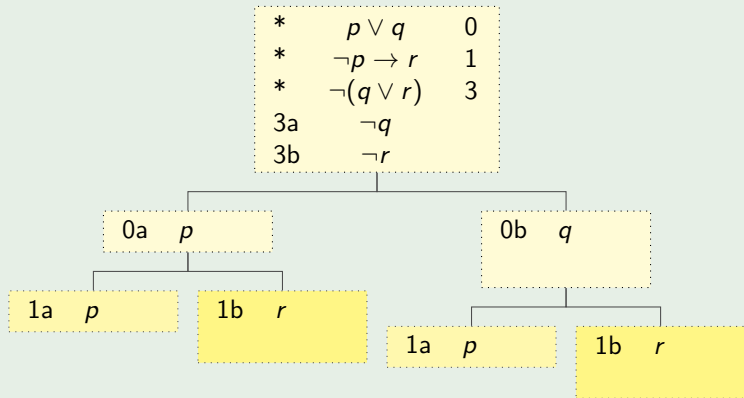 * p ∨ q 0
* ¬p → r 1
* ¬(q ∨ r) 3
3a ¬q
3b ¬r
0a p
0b q
1a p
1b r
1a p
1b r